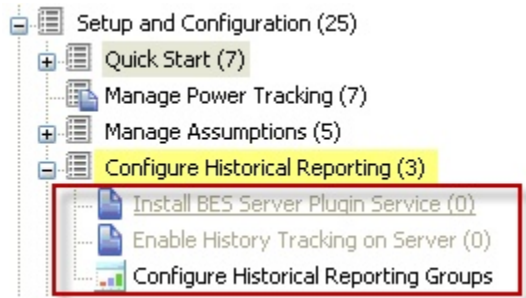 Setup and Configuration (25)
Quick Start (7)
Manage Power Tracking (7)
Manage Assumptions (5)
Configure Historical Reporting (3)
Install BES Server Plugin Service (0)
Enable History Tracking on Server (0)
Configure Historical Reporting Groups